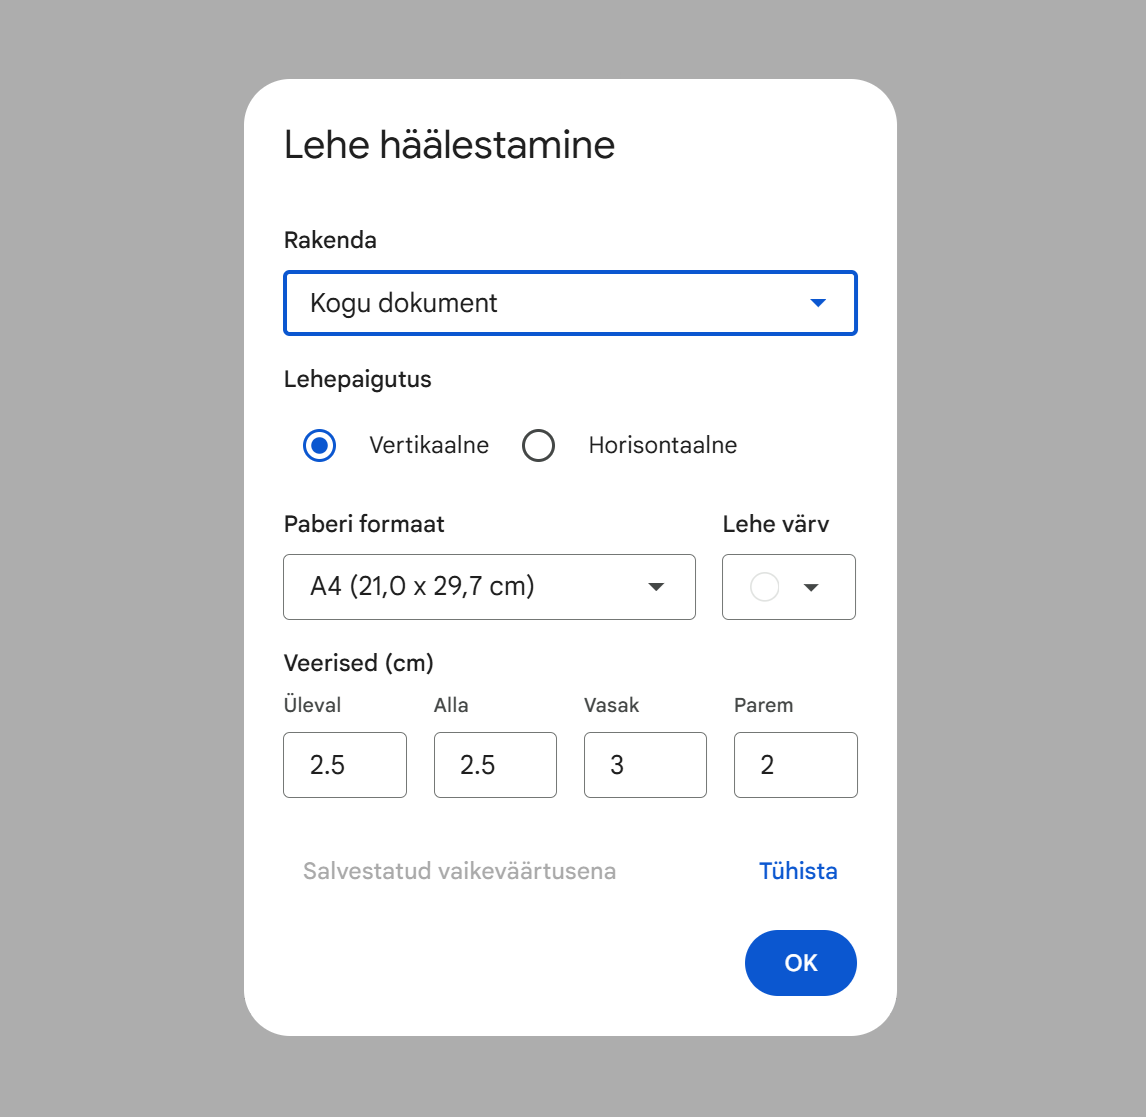 Lehe häälestamine
Rakenda
Kogu dokument
Lehepaigutus
Vertikaalne Horisontaalne
Paberi formaat Lehe värv
A4 (21,0 x 29,7 cm)
Veerised (cm)
Üleval Alla Vasak Parem
2.5 2.5 3 2
Salvestatud vaikeväärtusena Tühista
OK